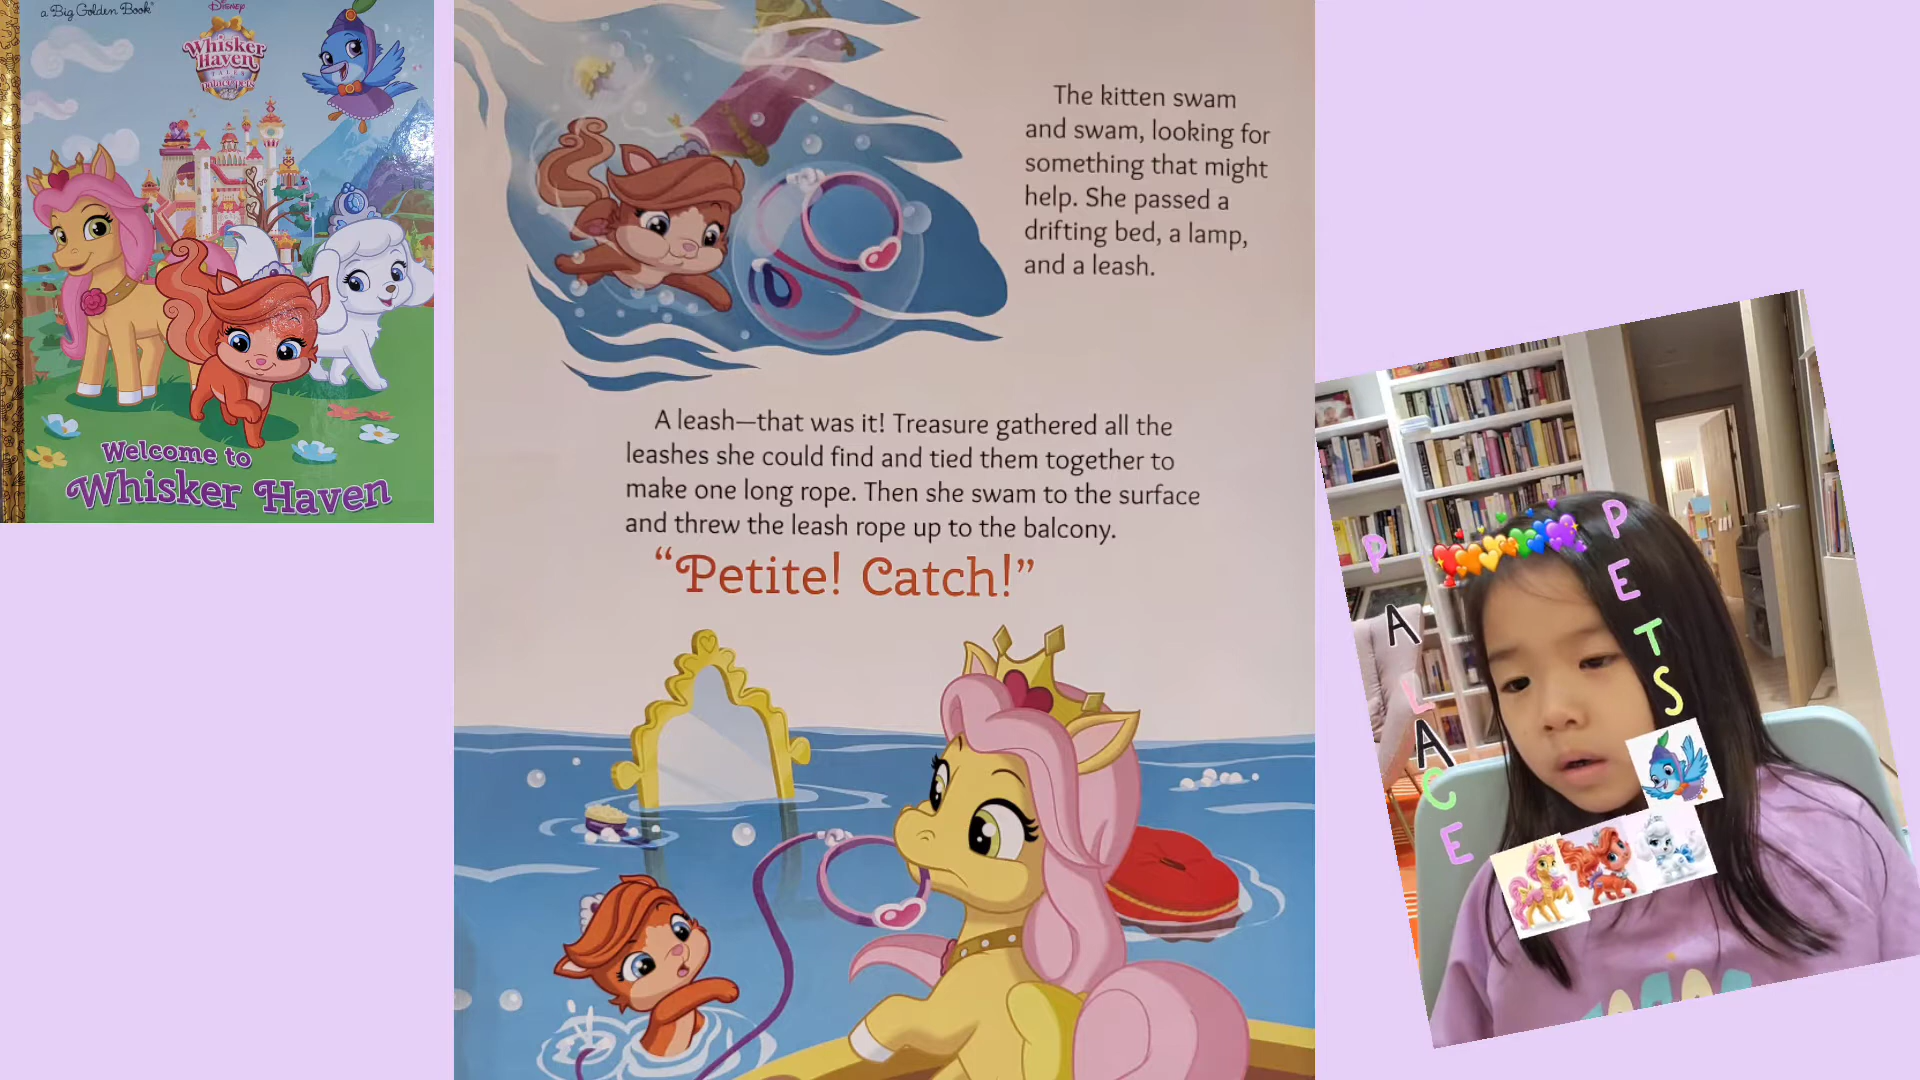 a Big Golden Book
DISNEY
Whisker
Haven
TALES
palace pets
Welcome to
Whisker Haven
The kitten swam
and swam, looking for
something that might
help. She passed a
drifting bed, a lamp,
and a leash.
A leash—that was it! Treasure gathered all the
leashes she could find and tied them together to
make one long rope. Then she swam to the surface
and threw the leash rope up to the balcony.
“Petite! Catch!”
PALACE
PETS